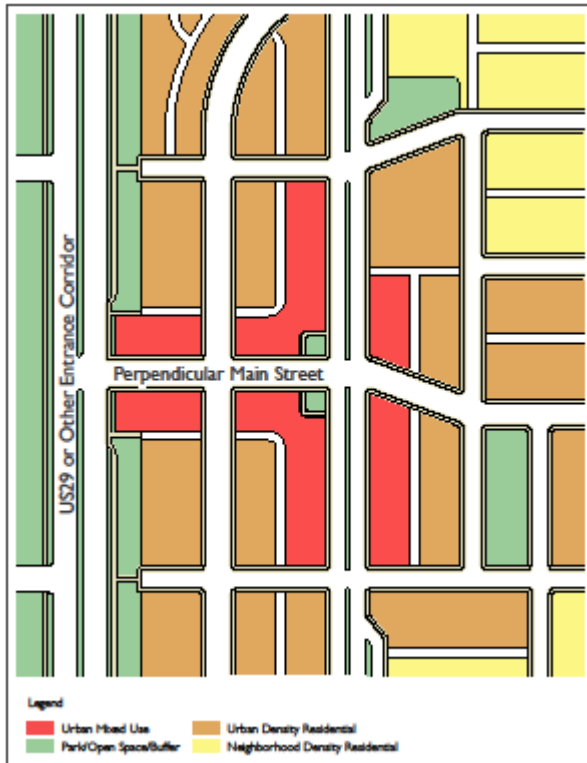 US29 or Other Entrance Corridor
Perpendicular Main Street
Legend
Urban Mixed Use
Urban Density Residential
Park/Open Space/Buffer
Neighborhood Density Residential